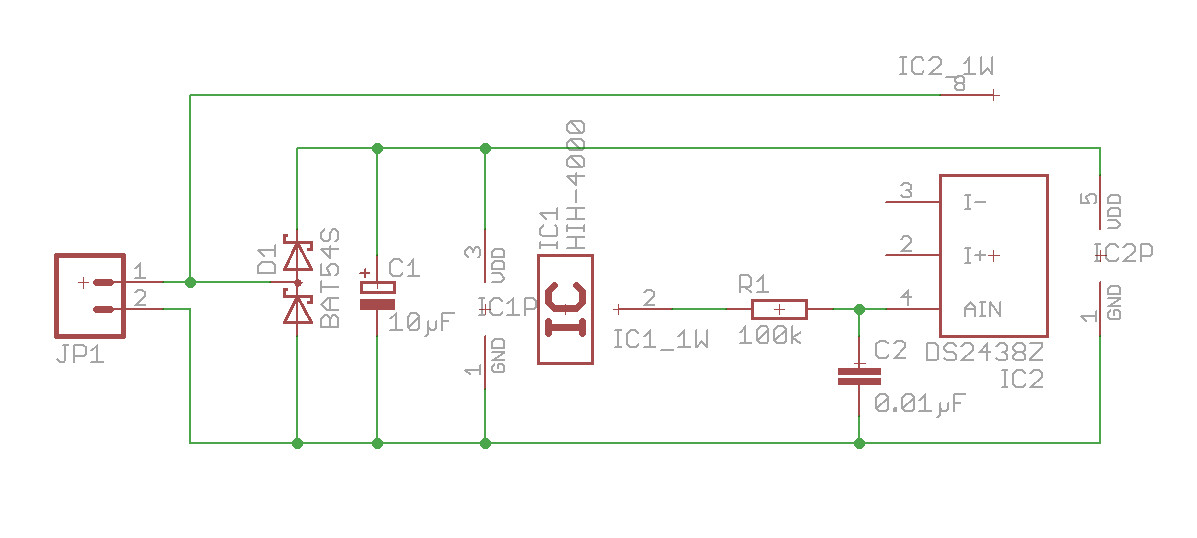 IC2_1W
8
IC1
HIH-4000
3
I-
5
VDD
D1
BAT54S
3
VDD
2
I+
IC2P
1
C1
+
2
10µF
IC1P
IC
2
R1
4
AIN
1
GND
JP1
1
GND
IC1_1W
100k
C2
DS2438Z
IC2
0.01µF